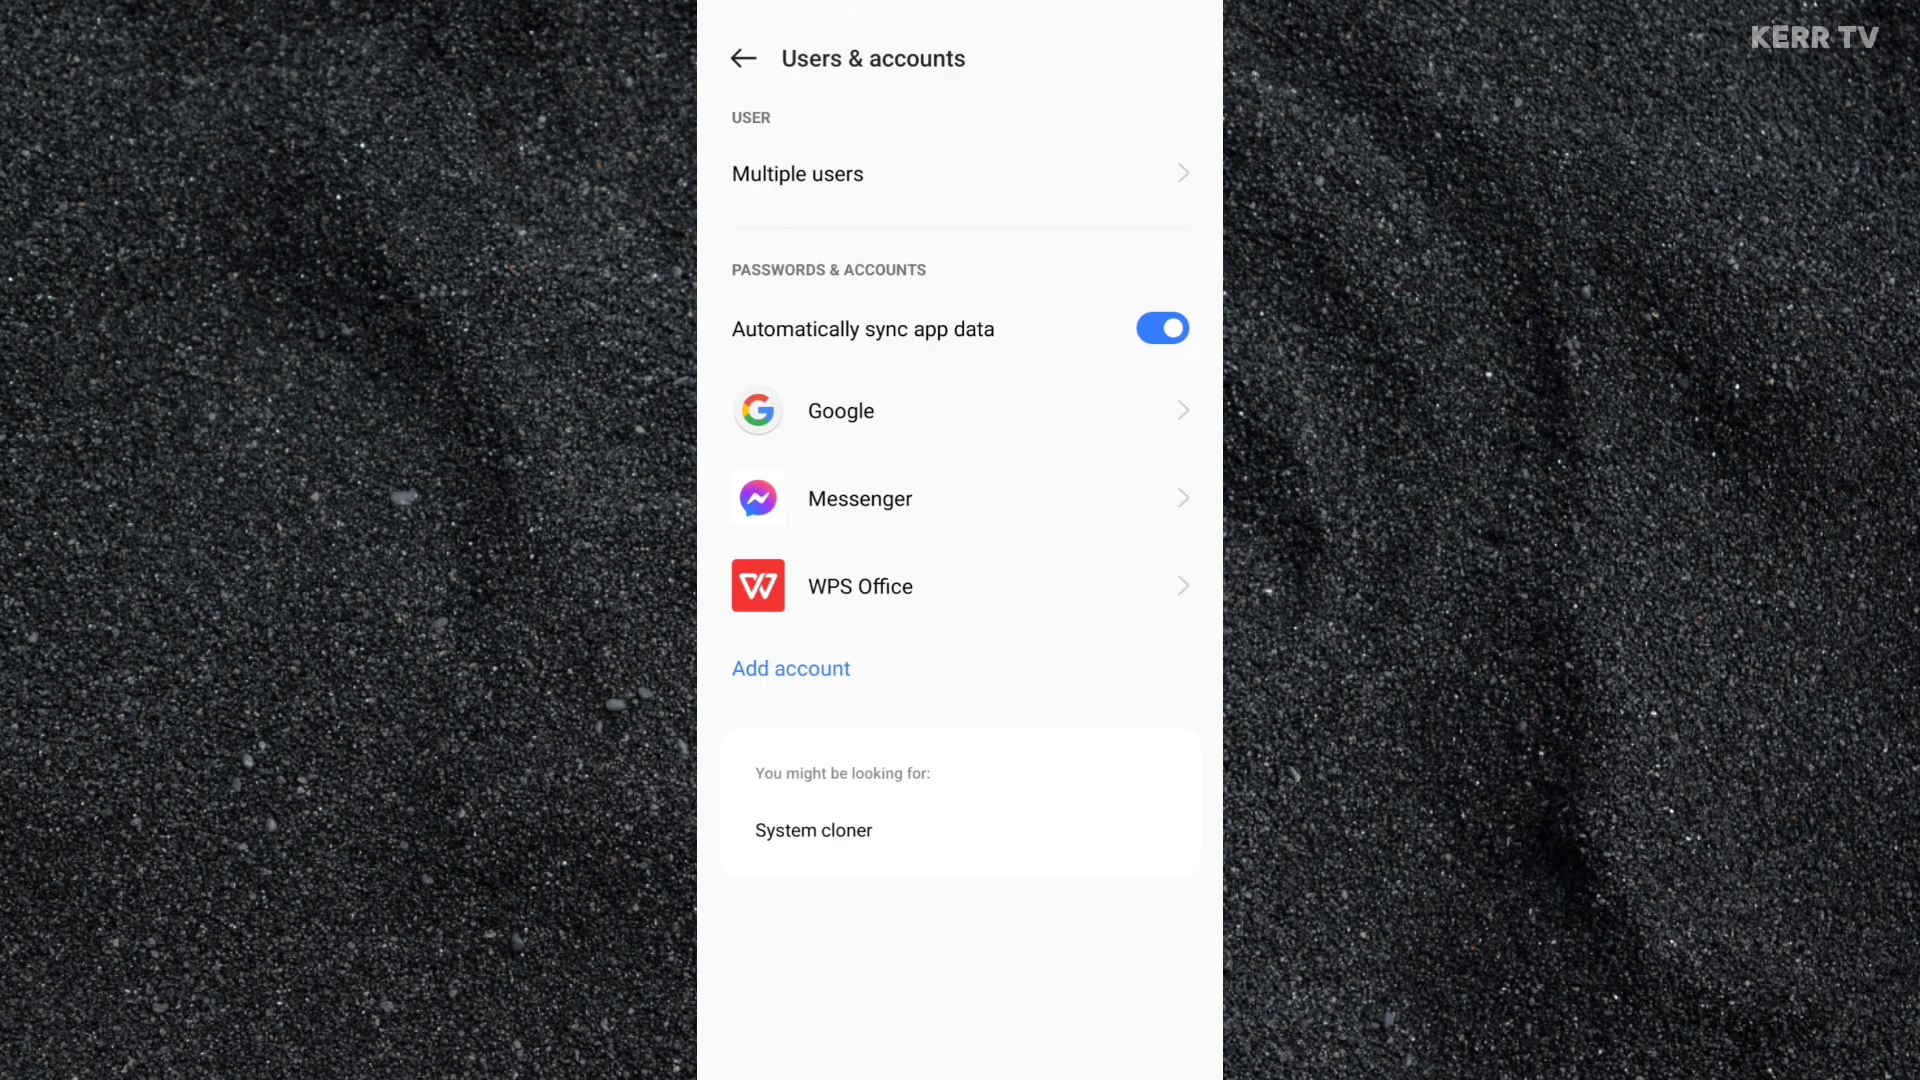 KERR TV
Users & accounts
USER
Multiple users
PASSWORDS & ACCOUNTS
Automatically sync app data
Google
Messenger
WPS Office
Add account
You might be looking for:
System cloner